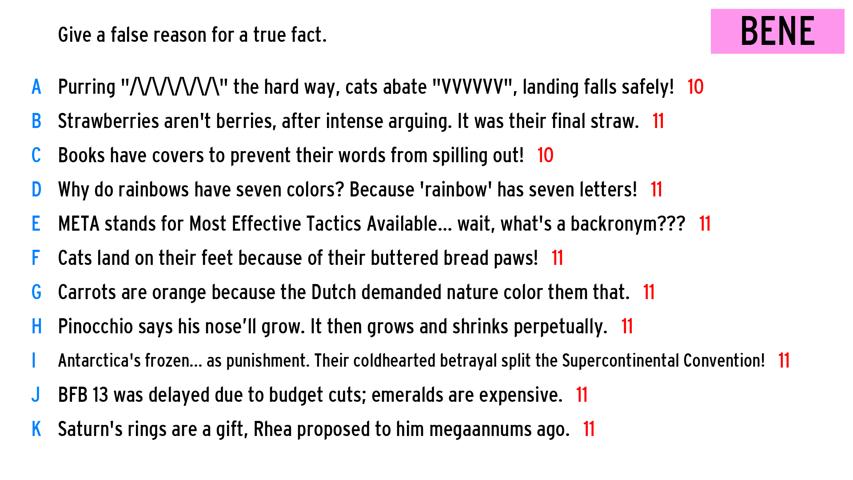 Give a false reason for a true fact.
BENE
A Purring "/\/\/\/\/\/\/\" the hard way, cats abate "VVVVVV", landing falls safely! 10
B Strawberries aren't berries, after intense arguing. It was their final straw. 11
C Books have covers to prevent their words from spilling out! 10
D Why do rainbows have seven colors? Because 'rainbow' has seven letters! 11
E META stands for Most Effective Tactics Available... wait, what's a backronym??? 11
F Cats land on their feet because of their buttered bread paws! 11
G Carrots are orange because the Dutch demanded nature color them that. 11
H Pinocchio says his nose’ll grow. It then grows and shrinks perpetually. 11
I Antarctica's frozen... as punishment. Their coldhearted betrayal split the Supercontinental Convention! 11
J BFB 13 was delayed due to budget cuts; emeralds are expensive. 11
K Saturn's rings are a gift, Rhea proposed to him megaannums ago. 11